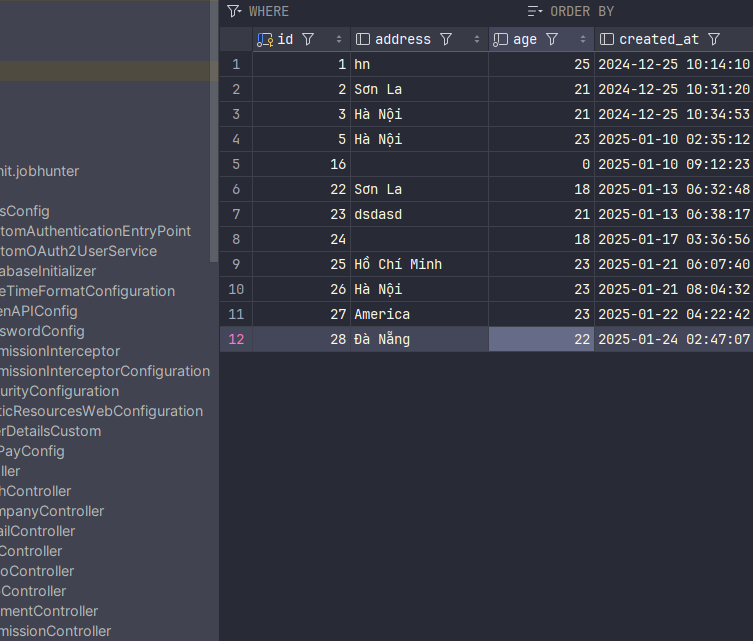 WHERE ORDER BY
id address age created_at
1 1 hn 25 2024-12-25 10:14:10
2 2 Sơn La 21 2024-12-25 10:31:20
3 3 Hà Nội 21 2024-12-25 10:34:53
4 5 Hà Nội 23 2025-01-10 02:35:12
5 16 0 2025-01-10 09:12:23
6 22 Sơn La 18 2025-01-13 06:32:48
7 23 dsdasd 21 2025-01-13 06:38:17
8 24 18 2025-01-17 03:36:56
9 25 Hồ Chí Minh 23 2025-01-21 06:07:40
10 26 Hà Nội 23 2025-01-21 08:04:32
11 27 America 23 2025-01-22 04:22:42
12 28 Đà Nẵng 22 2025-01-24 02:47:07
nit.jobhunter
sConfig
tomAuthenticationEntryPoint
tomOAuth2UserService
abaseInitializer
eTimeFormatConfiguration
enAPIConfig
swordConfig
missionInterceptor
missionInterceptorConfiguration
urityConfiguration
ticResourcesWebConfiguration
erDetailsCustom
PayConfig
ller
hController
mpanyController
ailController
Controller
oController
Controller
mentController
missionController